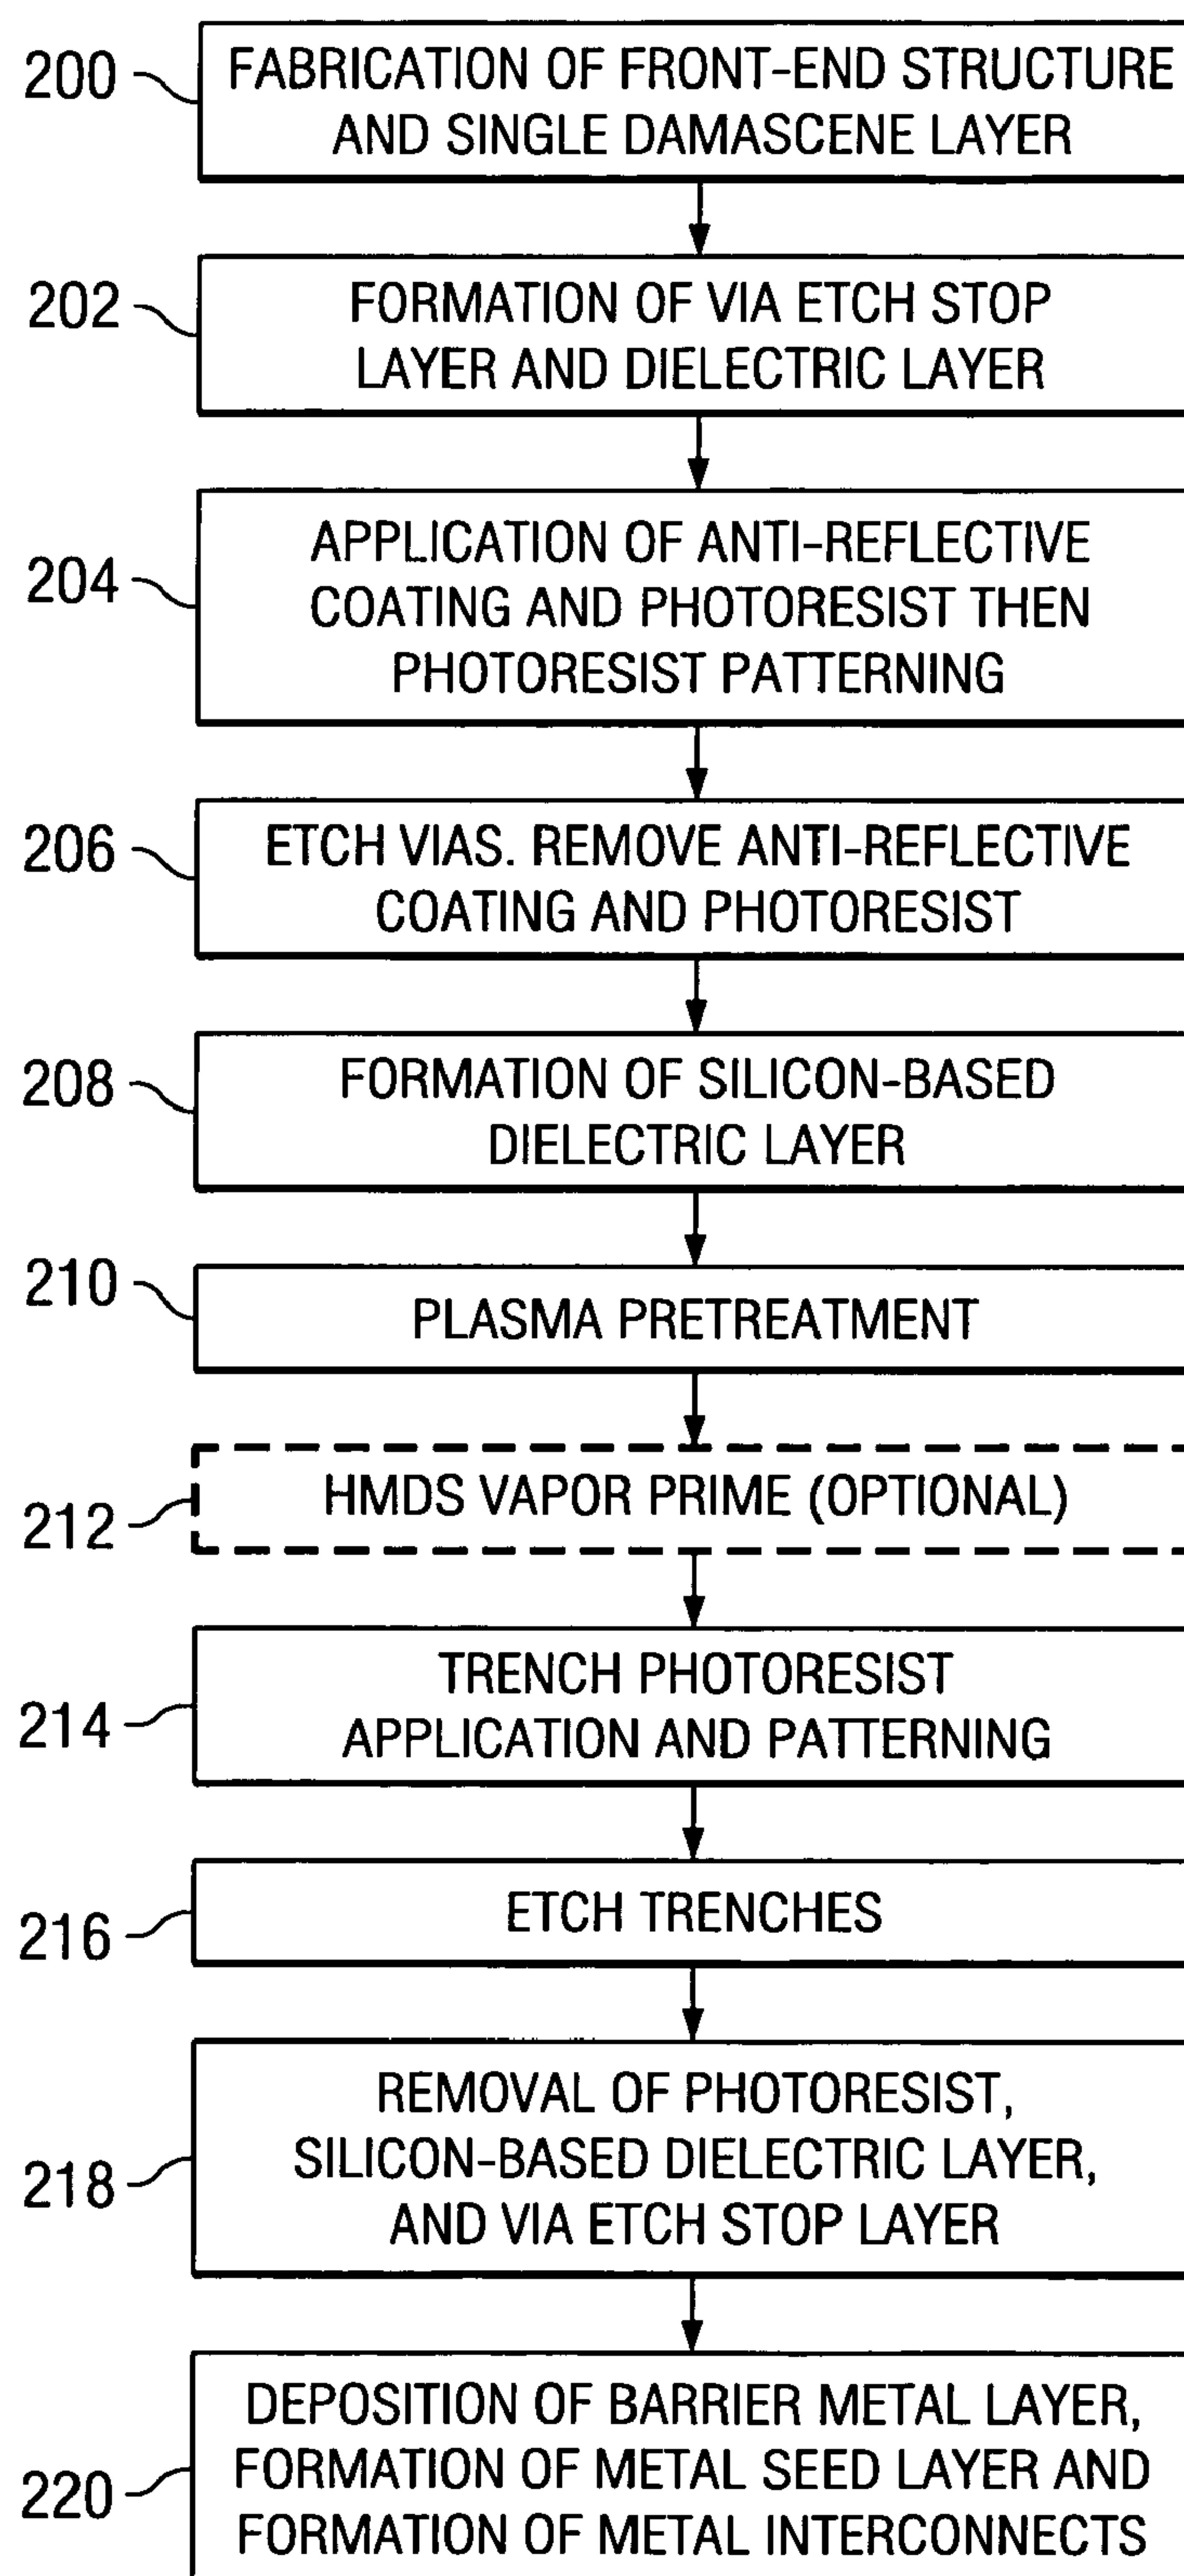 200
FABRICATION OF FRONT-END STRUCTURE
AND SINGLE DAMASCENE LAYER
202
FORMATION OF VIA ETCH STOP
LAYER AND DIELECTRIC LAYER
204
APPLICATION OF ANTI-REFLECTIVE
COATING AND PHOTORESIST THEN
PHOTORESIST PATTERNING
206
ETCH VIAS. REMOVE ANTI-REFLECTIVE
COATING AND PHOTORESIST
208
FORMATION OF SILICON-BASED
DIELECTRIC LAYER
210
PLASMA PRETREATMENT
212
HMDS VAPOR PRIME (OPTIONAL)
214
TRENCH PHOTORESIST
APPLICATION AND PATTERNING
216
ETCH TRENCHES
218
REMOVAL OF PHOTORESIST,
SILICON-BASED DIELECTRIC LAYER,
AND VIA ETCH STOP LAYER
220
DEPOSITION OF BARRIER METAL LAYER,
FORMATION OF METAL SEED LAYER AND
FORMATION OF METAL INTERCONNECTS